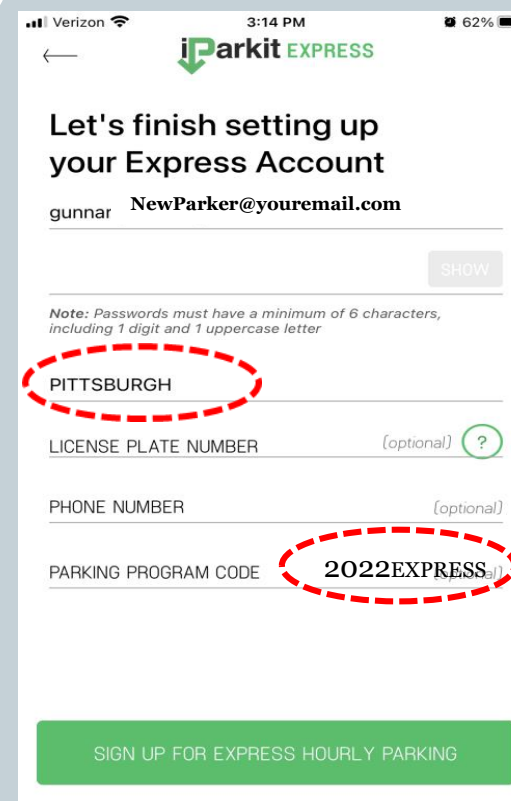 Verizon 3:14 PM 62%
iParkit EXPRESS
Let's finish setting up
your Express Account
gunnar NewParker@youremail.com
SHOW
Note: Passwords must have a minimum of 6 characters,
including 1 digit and 1 uppercase letter
PITTSBURGH
LICENSE PLATE NUMBER (optional) ?
PHONE NUMBER (optional)
PARKING PROGRAM CODE 2022EXPRESS (optional)
SIGN UP FOR EXPRESS HOURLY PARKING